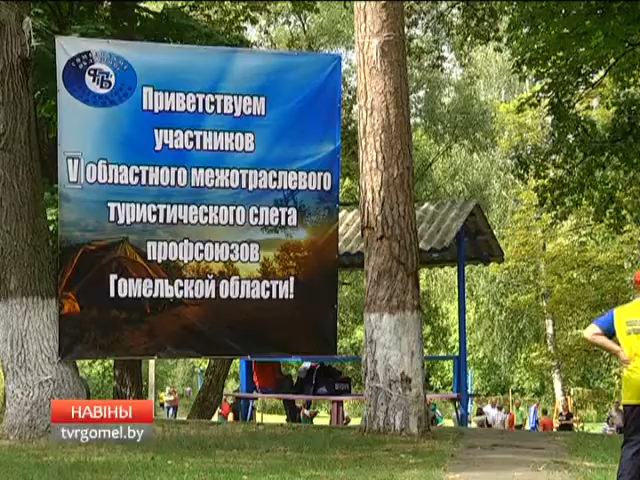 Приветствуем
участников
V областного межотраслевого
туристического слета
профсоюзов
Гомельской области!
НАВІНЫ
tvrgomel.by